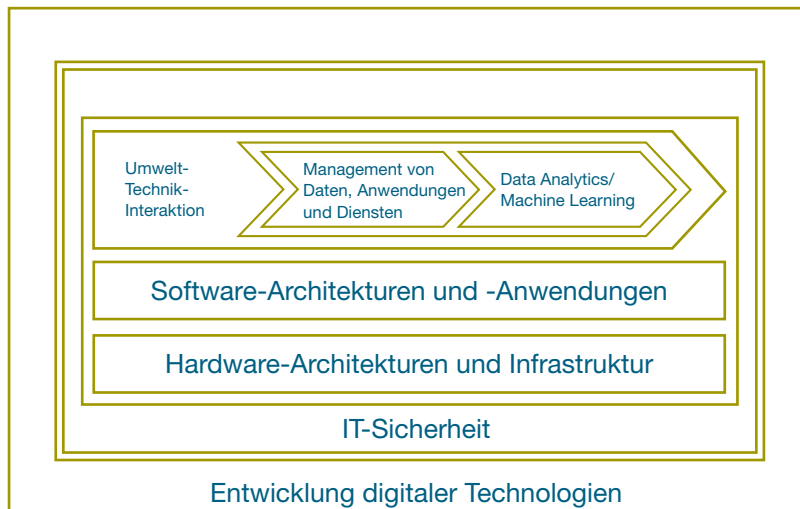 Umwelt-
Technik-
Interaktion
Management von
Daten, Anwendungen
und Diensten
Data Analytics/
Machine Learning
Software-Architekturen und -Anwendungen
Hardware-Architekturen und Infrastruktur
IT-Sicherheit
Entwicklung digitaler Technologien